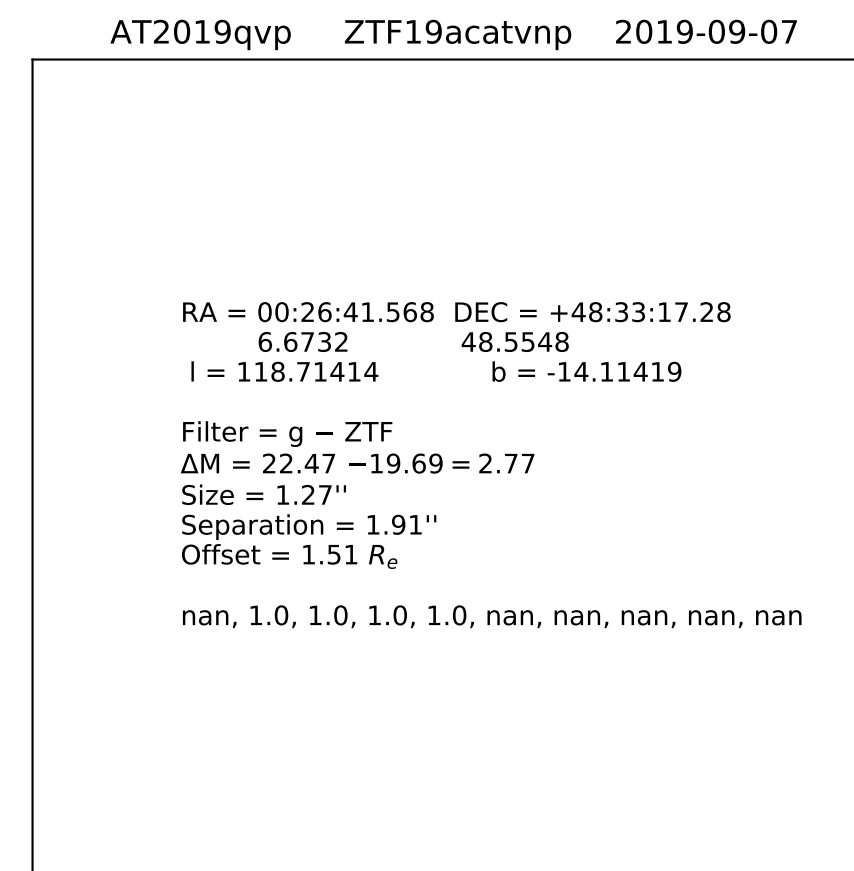 AT2019qvp ZTF19acatvnp 2019-09-07
RA = 00:26:41.568 DEC = +48:33:17.28
6.6732 48.5548
l = 118.71414 b = -14.11419
Filter = g − ZTF
ΔM = 22.47 −19.69 = 2.77
Size = 1.27''
Separation = 1.91''
Offset = 1.51 Rₑ
nan, 1.0, 1.0, 1.0, 1.0, nan, nan, nan, nan, nan